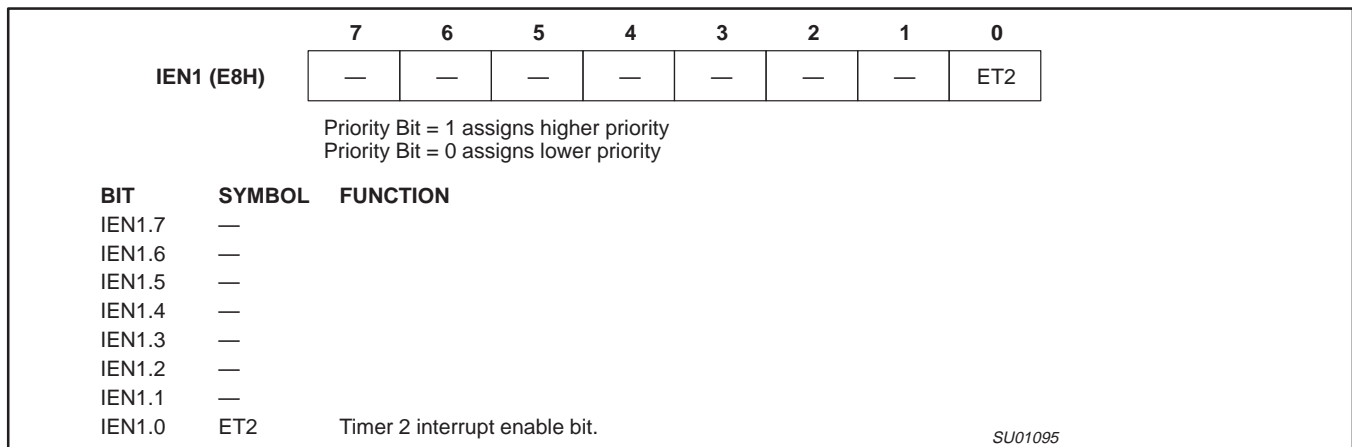 7 6 5 4 3 2 1 0
IEN1 (E8H) — — — — — — — ET2
Priority Bit = 1 assigns higher priority
Priority Bit = 0 assigns lower priority
BIT SYMBOL FUNCTION
IEN1.7 —
IEN1.6 —
IEN1.5 —
IEN1.4 —
IEN1.3 —
IEN1.2 —
IEN1.1 —
IEN1.0 ET2 Timer 2 interrupt enable bit.
SU01095